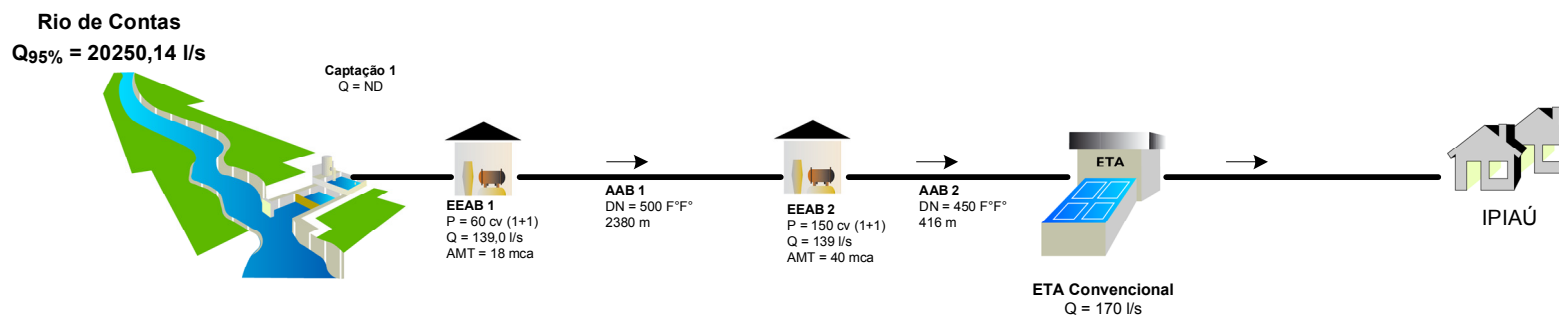 Rio de Contas
Q95% = 20250,14 l/s
Captação 1
Q = ND
EEAB 1
P = 60 cv (1+1)
Q = 139,0 l/s
AMT = 18 mca
AAB 1
DN = 500 F°F°
2380 m
EEAB 2
P = 150 cv (1+1)
Q = 139 l/s
AMT = 40 mca
AAB 2
DN = 450 F°F°
416 m
ETA
ETA Convencional
Q = 170 l/s
IPIAÚ